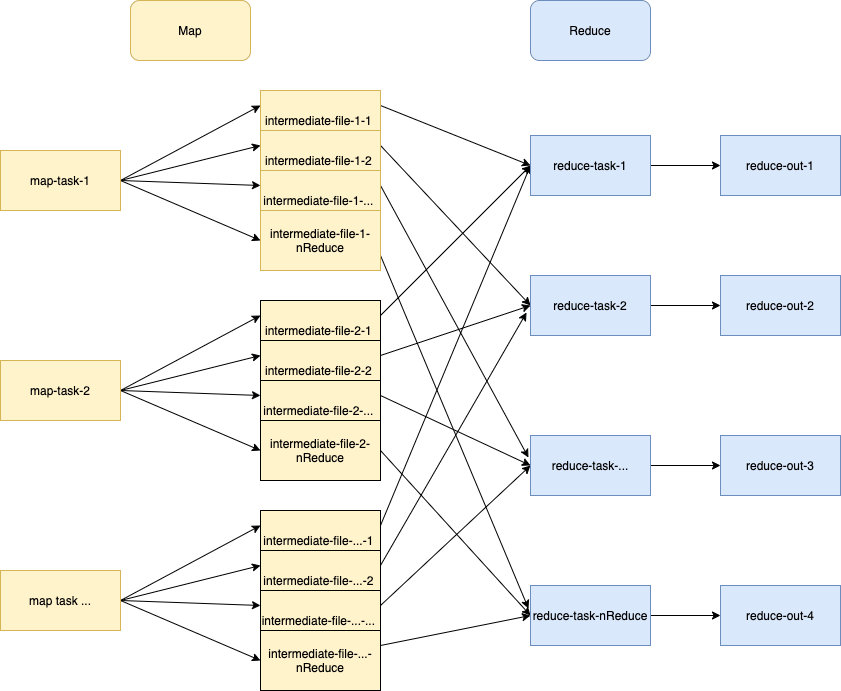 Map
Reduce
map-task-1
intermediate-file-1-1
intermediate-file-1-2
intermediate-file-1-...
intermediate-file-1-
nReduce
map-task-2
intermediate-file-2-1
intermediate-file-2-2
intermediate-file-2-...
intermediate-file-2-
nReduce
map task ...
intermediate-file-...-1
intermediate-file-...-2
intermediate-file-...-...
intermediate-file-...-
nReduce
reduce-task-1
reduce-out-1
reduce-task-2
reduce-out-2
reduce-task-...
reduce-out-3
reduce-task-nReduce
reduce-out-4